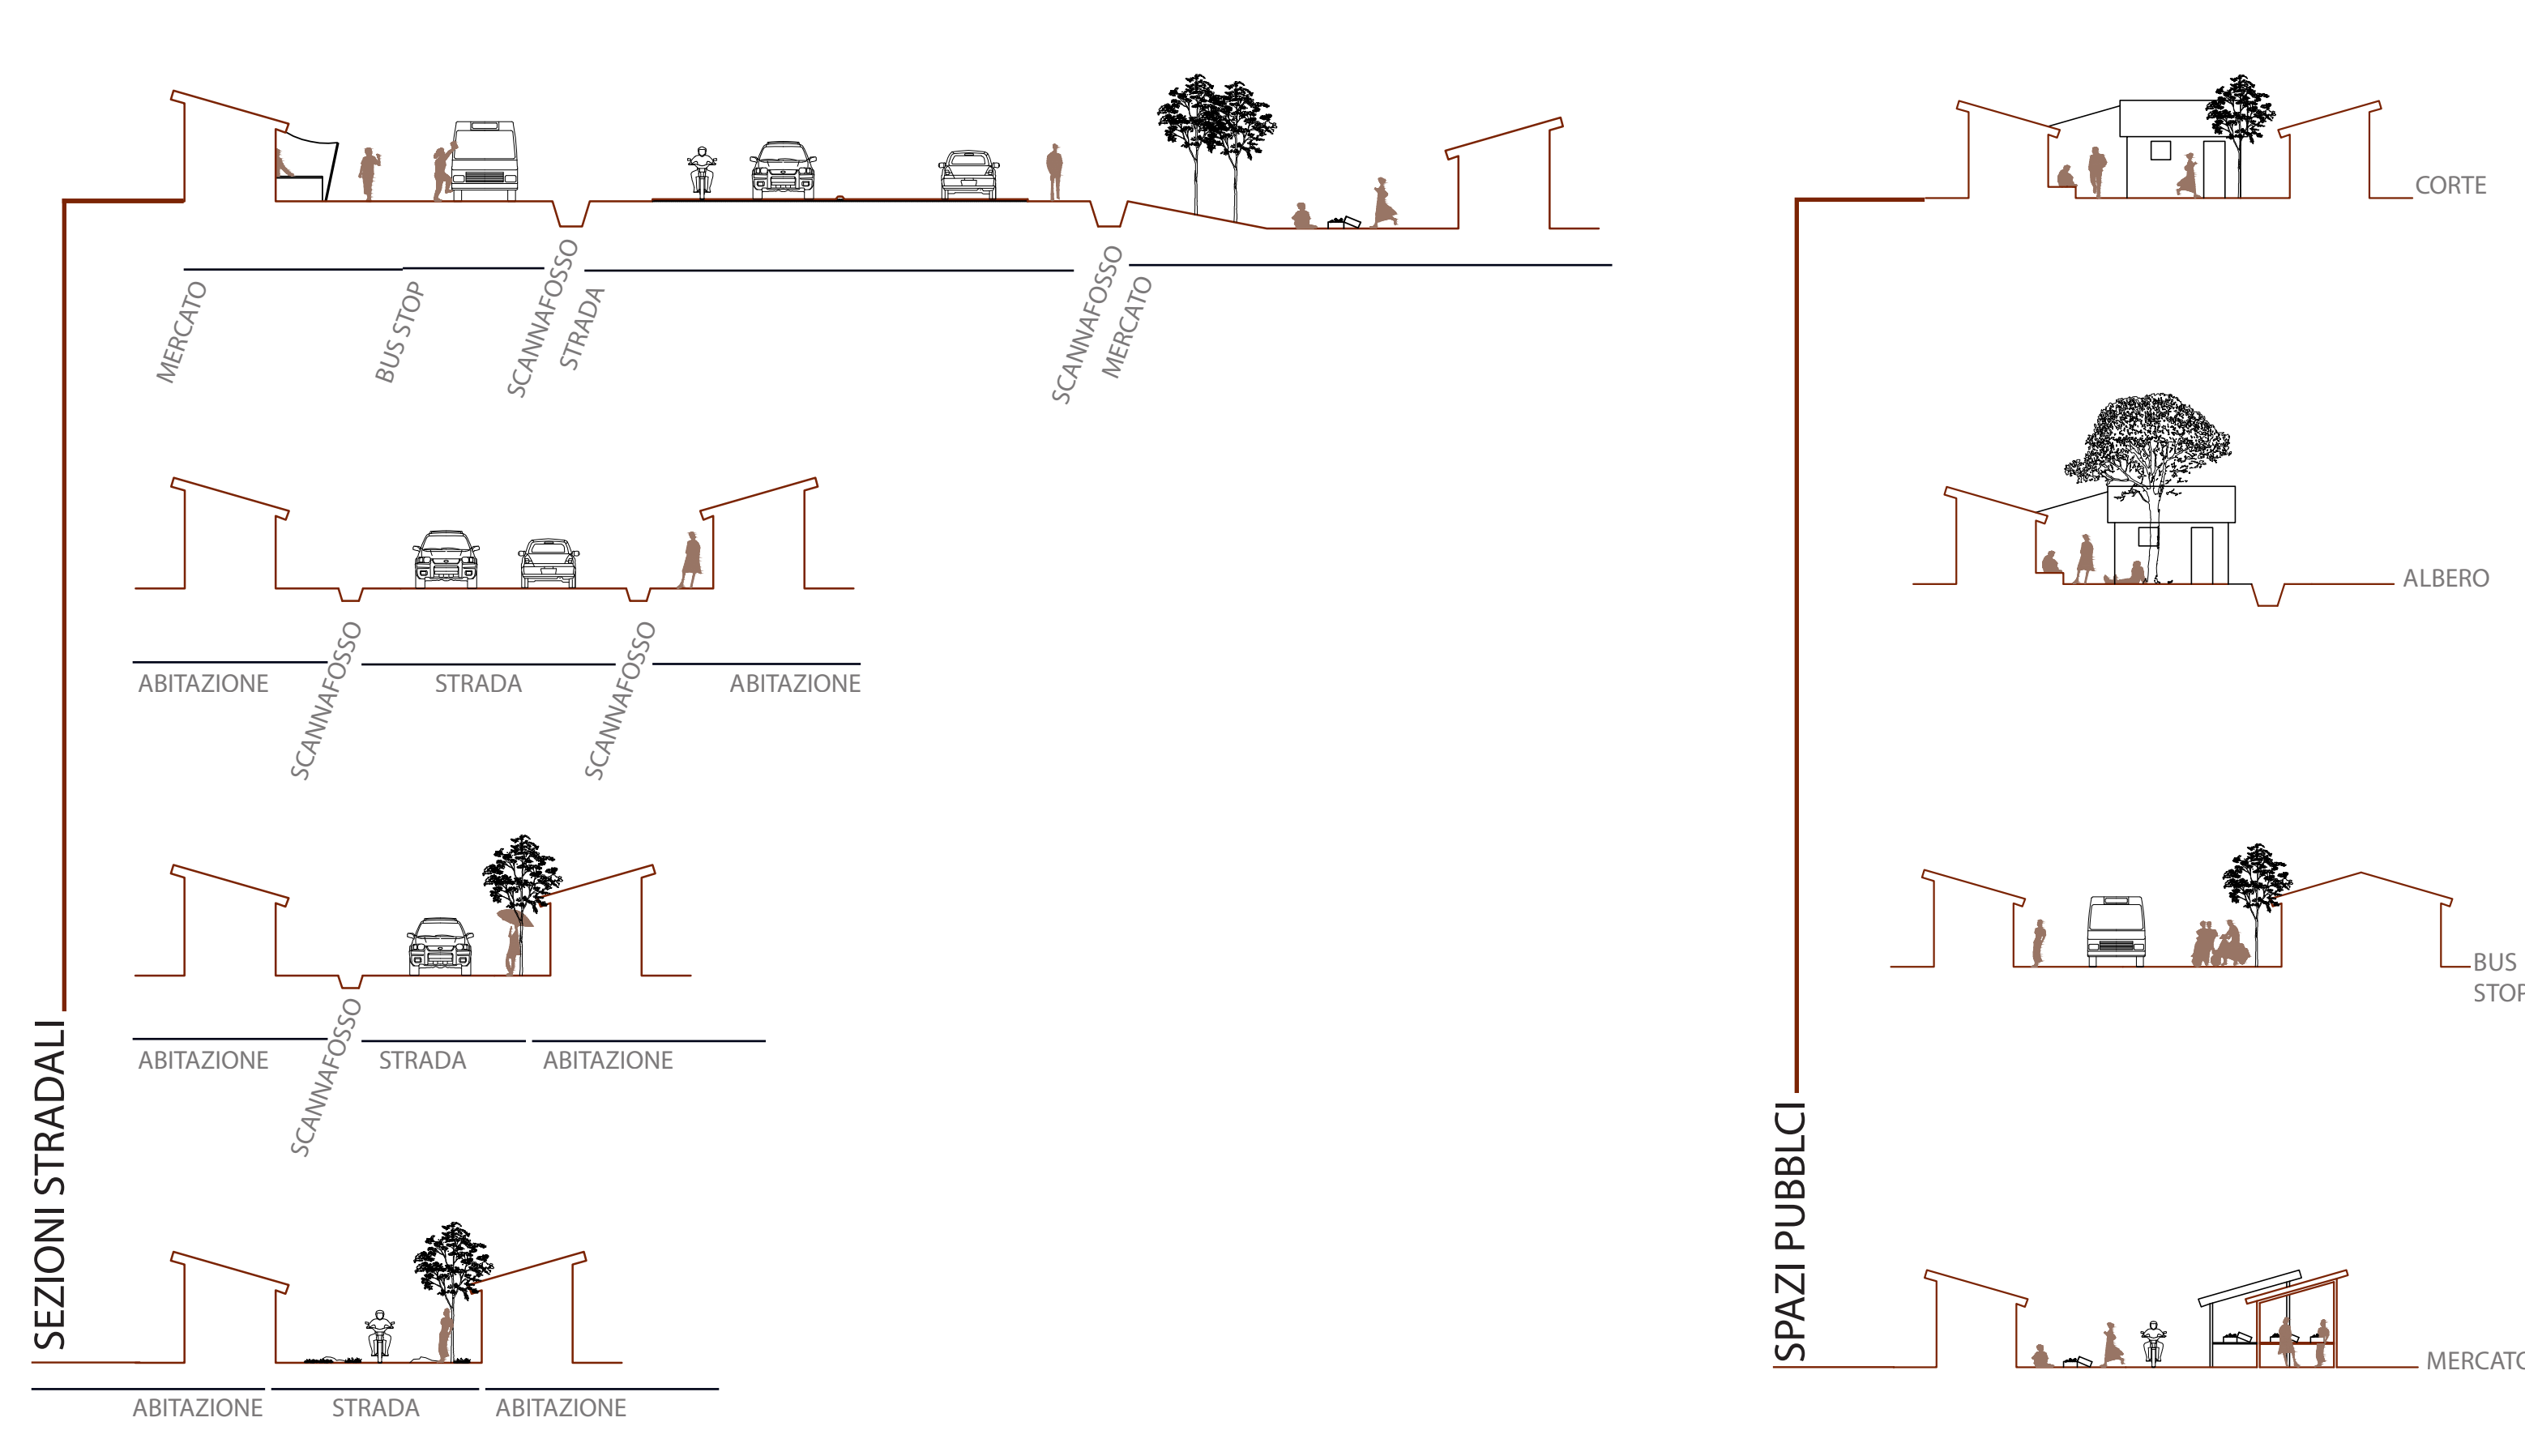 SEZIONI STRADALI
MERCATO
BUS STOP
SCANNAFOSSO
STRADA
SCANNAFOSSO
MERCATO
ABITAZIONE
SCANNAFOSSO
STRADA
SCANNAFOSSO
ABITAZIONE
ABITAZIONE
SCANNAFOSSO
STRADA
ABITAZIONE
ABITAZIONE
STRADA
ABITAZIONE
SPAZI PUBBLCI
CORTE
ALBERO
BUS
STOP
MERCATO